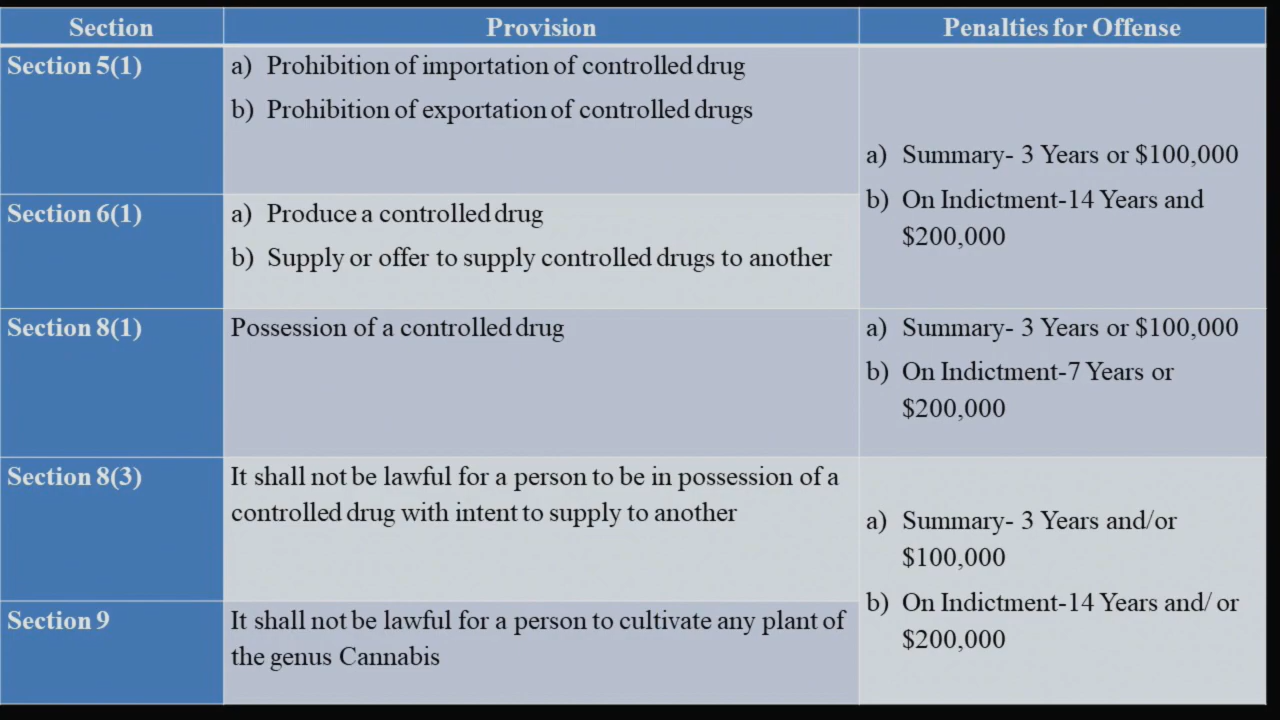 Section
Provision
Penalties for Offense
Section 5(1)
a) Prohibition of importation of controlled drug
b) Prohibition of exportation of controlled drugs
a) Summary- 3 Years or $100,000
b) On Indictment-14 Years and
$200,000
Section 6(1)
a) Produce a controlled drug
b) Supply or offer to supply controlled drugs to another
Section 8(1)
Possession of a controlled drug
a) Summary- 3 Years or $100,000
b) On Indictment-7 Years or
$200,000
Section 8(3)
It shall not be lawful for a person to be in possession of a
controlled drug with intent to supply to another
a) Summary- 3 Years and/or
$100,000
b) On Indictment-14 Years and/ or
$200,000
Section 9
It shall not be lawful for a person to cultivate any plant of
the genus Cannabis